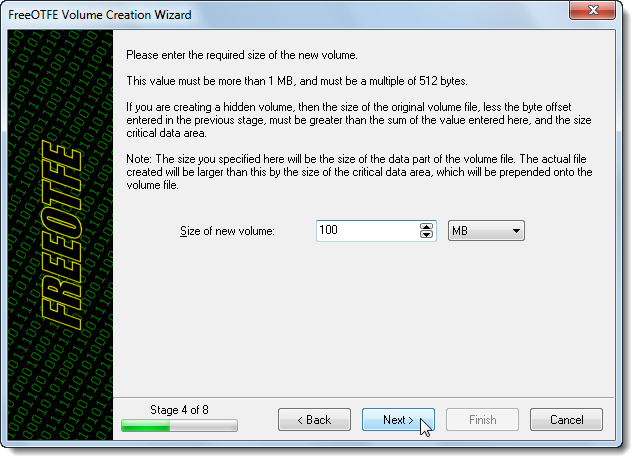 FreeOTFE Volume Creation Wizard
Please enter the required size of the new volume.
This value must be more than 1 MB, and must be a multiple of 512 bytes.
If you are creating a hidden volume, then the size of the original volume file, less the byte offset
entered in the previous stage, must be greater than the sum of the value entered here, and the size
critical data area.
Note: The size you specified here will be the size of the data part of the volume file. The actual file
created will be larger than this by the size of the critical data area, which will be prepended onto the
volume file.
FREEOTFE
Size of new volume: 100 MB
Stage 4 of 8
< Back Next > Finish Cancel